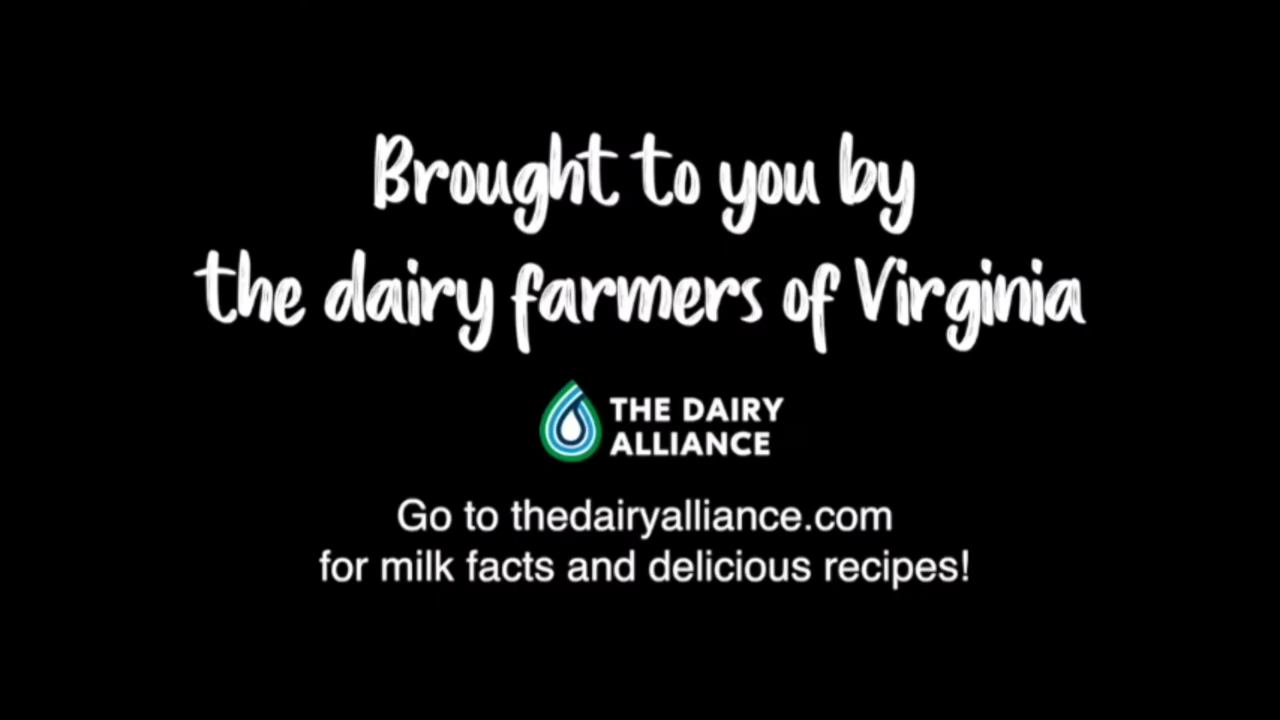 Brought to you by
the dairy farmers of Virginia
THE DAIRY
ALLIANCE
Go to thedairyalliance.com
for milk facts and delicious recipes!